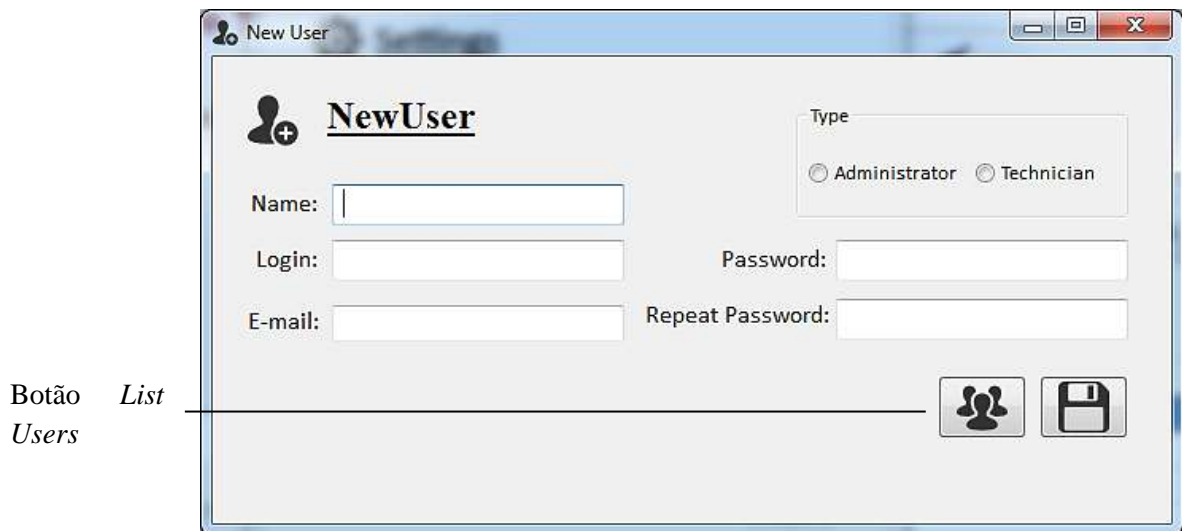 New User
Settings
NewUser
Type
Administrator Technician
Name:
Login:
Password:
E-mail:
Repeat Password:
Botão List
Users